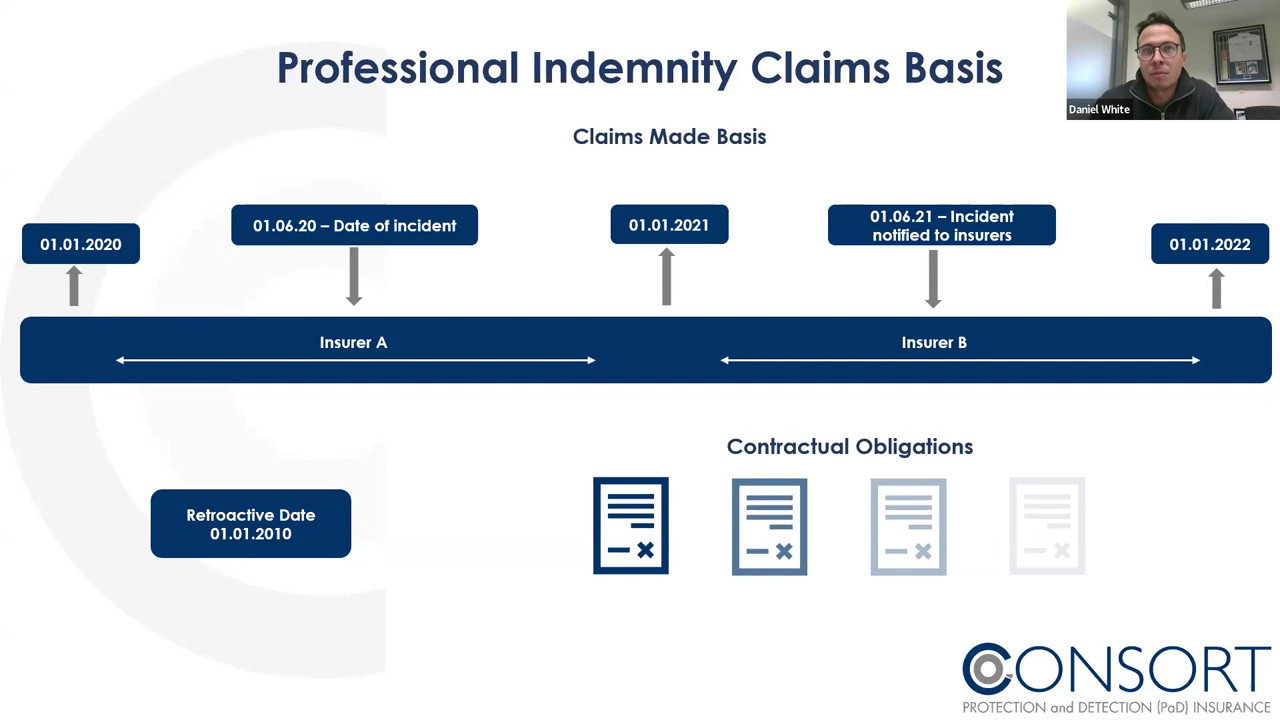 Professional Indemnity Claims Basis
Daniel White
Claims Made Basis
01.01.2020
01.06.20 – Date of incident
01.01.2021
01.06.21 – Incident
notified to insurers
01.01.2022
Insurer A
Insurer B
Contractual Obligations
Retroactive Date
01.01.2010
CONSORT
PROTECTION and DETECTION (PaD) INSURANCE